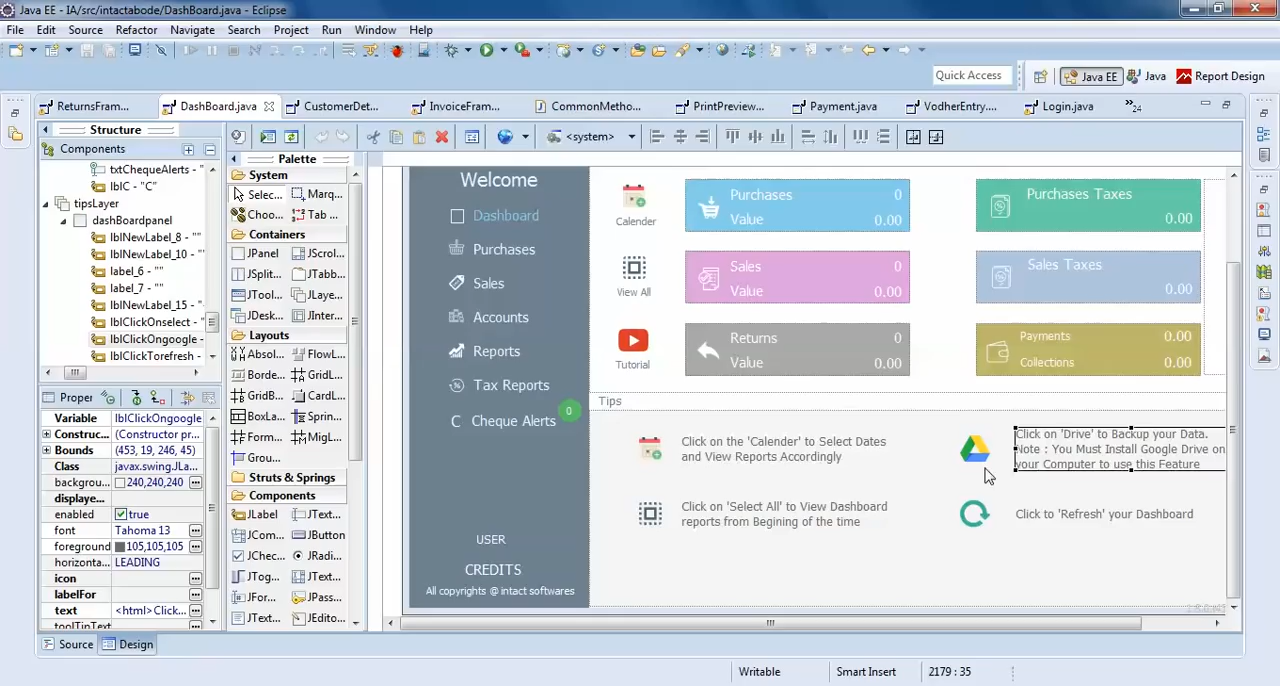 Java EE - IA/src/intactabode/DashBoard.java - Eclipse
File Edit Source Refactor Navigate Search Project Run Window Help
Quick Access
Java EE
Java
Report Design
ReturnsFram...
DashBoard.java
CustomerDet...
InvoiceFram...
CommonMetho...
PrintPreview...
Payment.java
VodherEntry....
Login.java
24
Structure
Components
txtChequeAlerts - "
lblC - "C"
tipsLayer
dashBoardpanel
lblNewLabel_8 - ""
lblNewLabel_10 - ""
label_6 - ""
label_7 - ""
lblNewLabel_15 - ""
lblClickOnselect - "
lblClickOngoogle - "
lblClickTorefresh - "
Proper
Variable lblClickOngoogle
Construc... (Constructor pr...
Bounds (453, 19, 302, 45)
Class javax.swing.JLa...
backgrou... 240,240,240
displaye...
enabled true
font Tahoma 13
foreground 105,105,105
horizonta... LEADING
icon
labelFor
text <html>Click...
toolTipText
Palette
System
Selec... Marq...
Choo... Tab ...
Containers
JPanel JScrol...
JSplit... JTabb...
JTool... JLaye...
JDesk... JInter...
Layouts
Absol... FlowL...
Borde... GridL...
GridB... CardL...
BoxLa... Sprin...
Form... MigL...
Grou...
Struts & Springs
Components
JLabel JText...
JCom... JButton
JChec... JRadi...
JTog... JText...
JFor... JPass...
JText... JEdito...
<system>
Welcome
Dashboard
Purchases
Sales
Accounts
Reports
Tax Reports
C Cheque Alerts 0
USER
CREDITS
All copyrights @ intact softwares
Calender
View All
Tutorial
Purchases 0
Value 0.00
Sales 0
Value 0.00
Returns 0
Value 0.00
Purchases Taxes
0.00
Sales Taxes
0.00
Payments 0.00
Collections 0.00
Tips
Click on the 'Calender' to Select Dates
and View Reports Accordingly
Click on 'Drive' to Backup your Data.
Note : You Must Install Google Drive on
your Computer to use this Feature
Click on 'Select All' to View Dashboard
reports from Begining of the time
Click to 'Refresh' your Dashboard
Source
Design
Writable
Smart Insert
2179 : 35